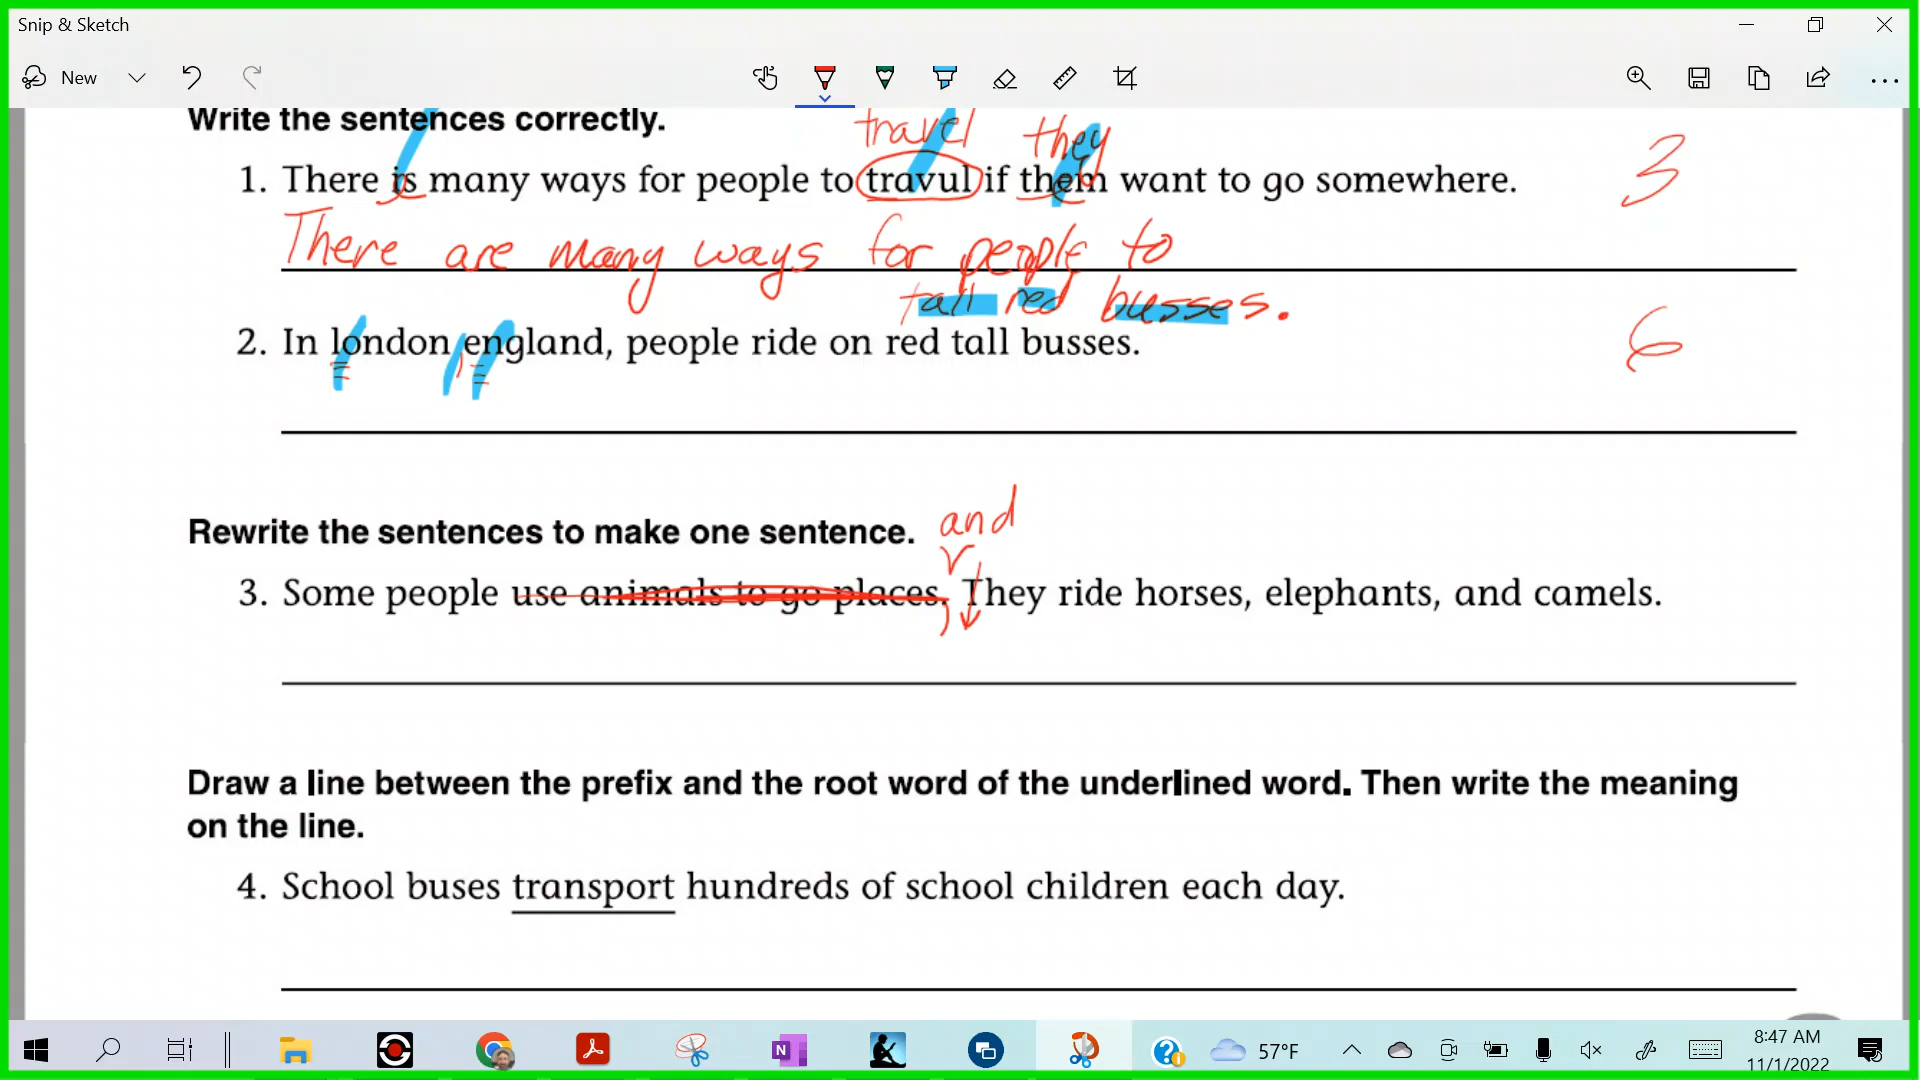 Snip & Sketch
New
Write the sentences correctly.
travel they
1. There is many ways for people to travul if them want to go somewhere. 3
There are many ways for people to
tall red busses.
2. In london england, people ride on red tall busses. 6
Rewrite the sentences to make one sentence.
and
3. Some people use animals to go places. They ride horses, elephants, and camels.
Draw a line between the prefix and the root word of the underlined word. Then write the meaning
on the line.
4. School buses transport hundreds of school children each day.
57°F
8:47 AM
11/1/2022